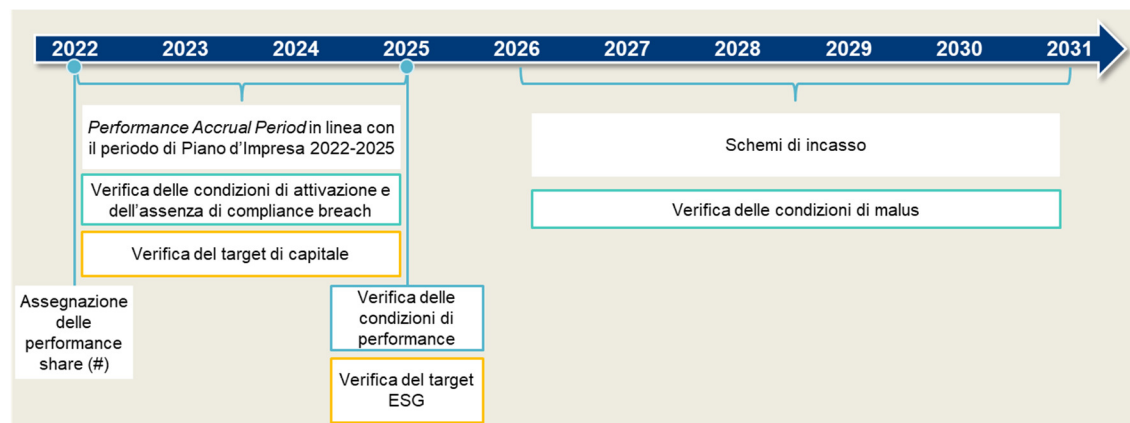 2022 2023 2024 2025 2026 2027 2028 2029 2030 2031
Performance Accrual Period in linea con
il periodo di Piano d’Impresa 2022-2025
Schemi di incasso
Verifica delle condizioni di attivazione e
dell’assenza di compliance breach
Verifica delle condizioni di malus
Verifica del target di capitale
Assegnazione
delle
performance
share (#)
Verifica delle
condizioni di
performance
Verifica del target
ESG